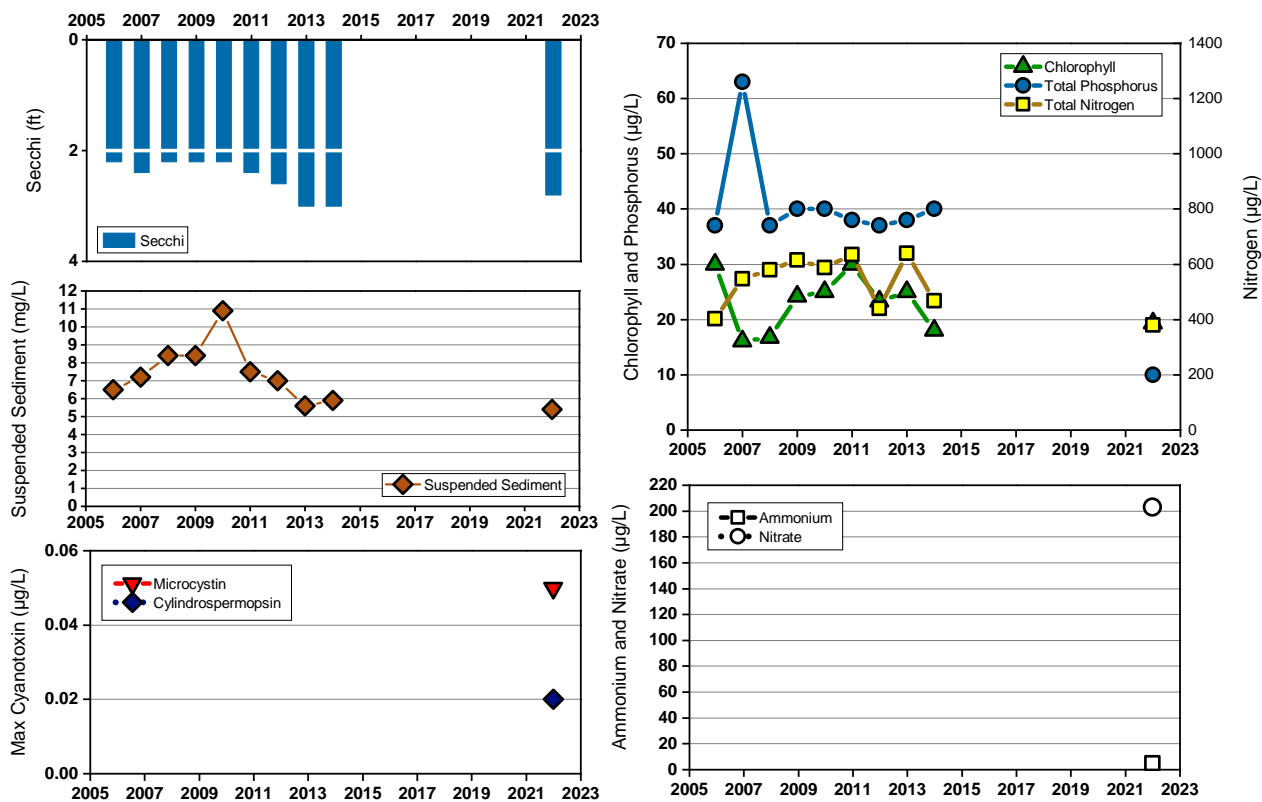 2005 2007 2009 2011 2013 2015 2017 2019 2021 2023
0
2
4
Secchi (ft)
Secchi
12
11
10
9
8
7
6
5
4
3
2
1
0
Suspended Sediment (mg/L)
Suspended Sediment
2005 2007 2009 2011 2013 2015 2017 2019 2021 2023
0.06
0.04
0.02
0.00
Max Cyanotoxin (µg/L)
Microcystin
Cylindrospermopsin
2005 2007 2009 2011 2013 2015 2017 2019 2021 2023
70
60
50
40
30
20
10
0
Chlorophyll and Phosphorus (µg/L)
Chlorophyll
Total Phosphorus
Total Nitrogen
1400
1200
1000
800
600
400
200
0
Nitrogen (µg/L)
2005 2007 2009 2011 2013 2015 2017 2019 2021 2023
220
200
180
160
140
120
100
80
60
40
20
0
Ammonium and Nitrate (µg/L)
Ammonium
Nitrate
2005 2007 2009 2011 2013 2015 2017 2019 2021 2023